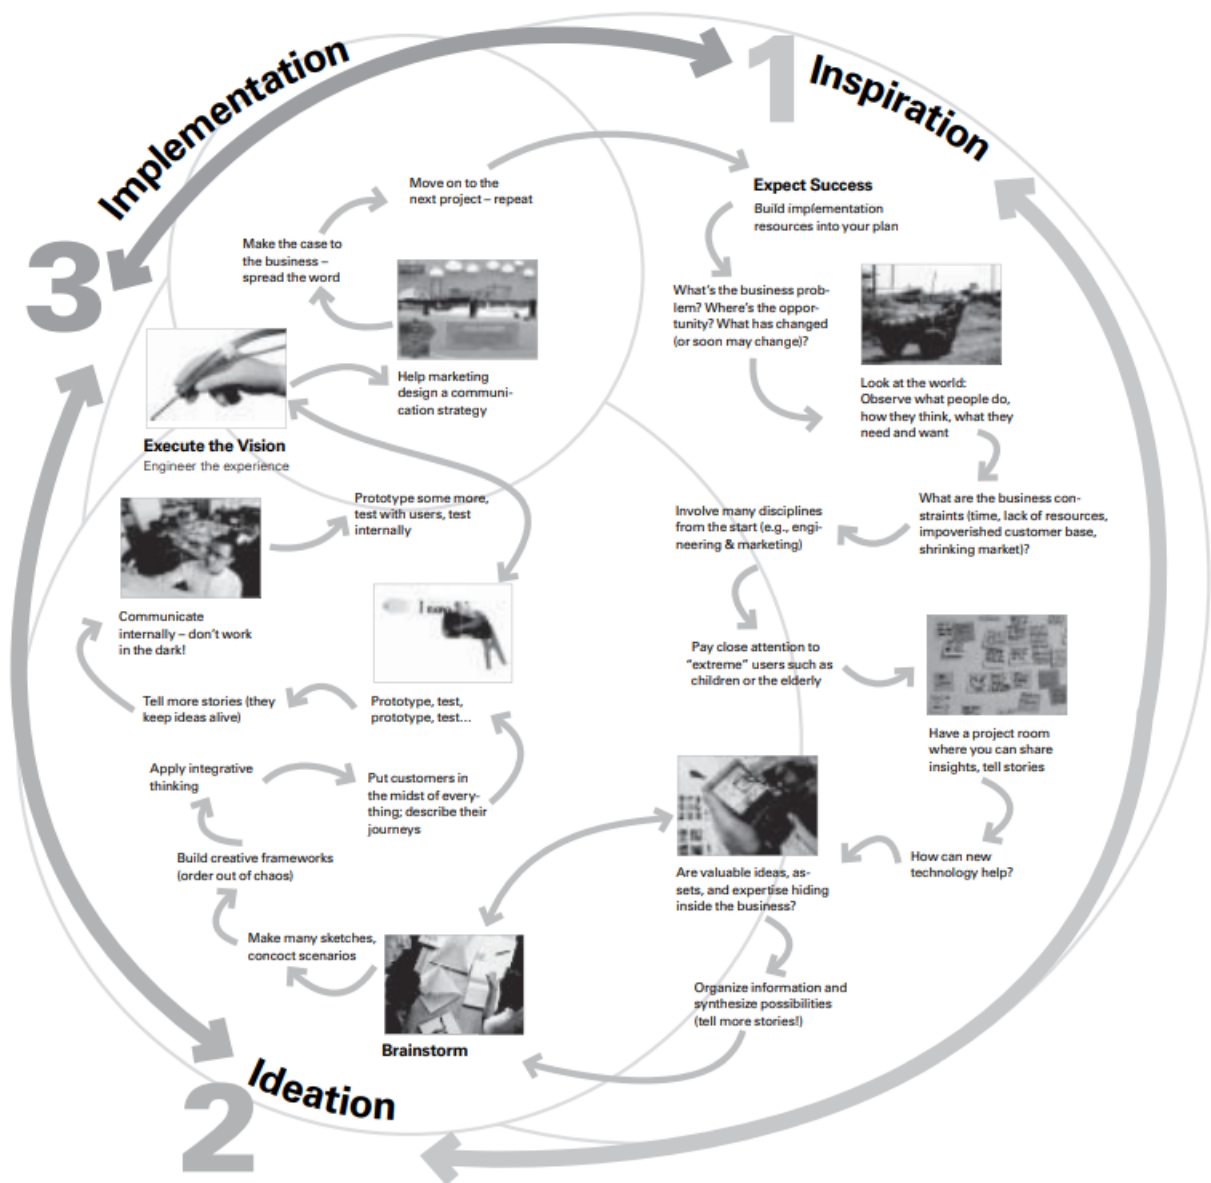 1
Inspiration
Expect Success
Build implementation
resources into your plan
What's the business prob-
lem? Where's the oppor-
tunity? What has changed
(or soon may change)?
Look at the world:
Observe what people do,
how they think, what they
need and want
What are the business con-
straints (time, lack of resources,
impoverished customer base,
shrinking market)?
Involve many disciplines
from the start (e.g., engi-
neering & marketing)
Pay close attention to
“extreme” users such as
children or the elderly
Have a project room
where you can share
insights, tell stories
How can new
technology help?
Are valuable ideas, as-
sets, and expertise hiding
inside the business?
Organize information and
synthesize possibilities
(tell more stories!)
2
Ideation
Brainstorm
Make many sketches,
concoct scenarios
Build creative frameworks
(order out of chaos)
Apply integrative
thinking
Put customers in
the midst of every-
thing; describe their
journeys
Prototype, test,
prototype, test...
Tell more stories (they
keep ideas alive)
Communicate
internally – don't work
in the dark!
Prototype some more,
test with users, test
internally
3
Implementation
Execute the Vision
Engineer the experience
Help marketing
design a communi-
cation strategy
Make the case to
the business –
spread the word
Move on to the
next project – repeat